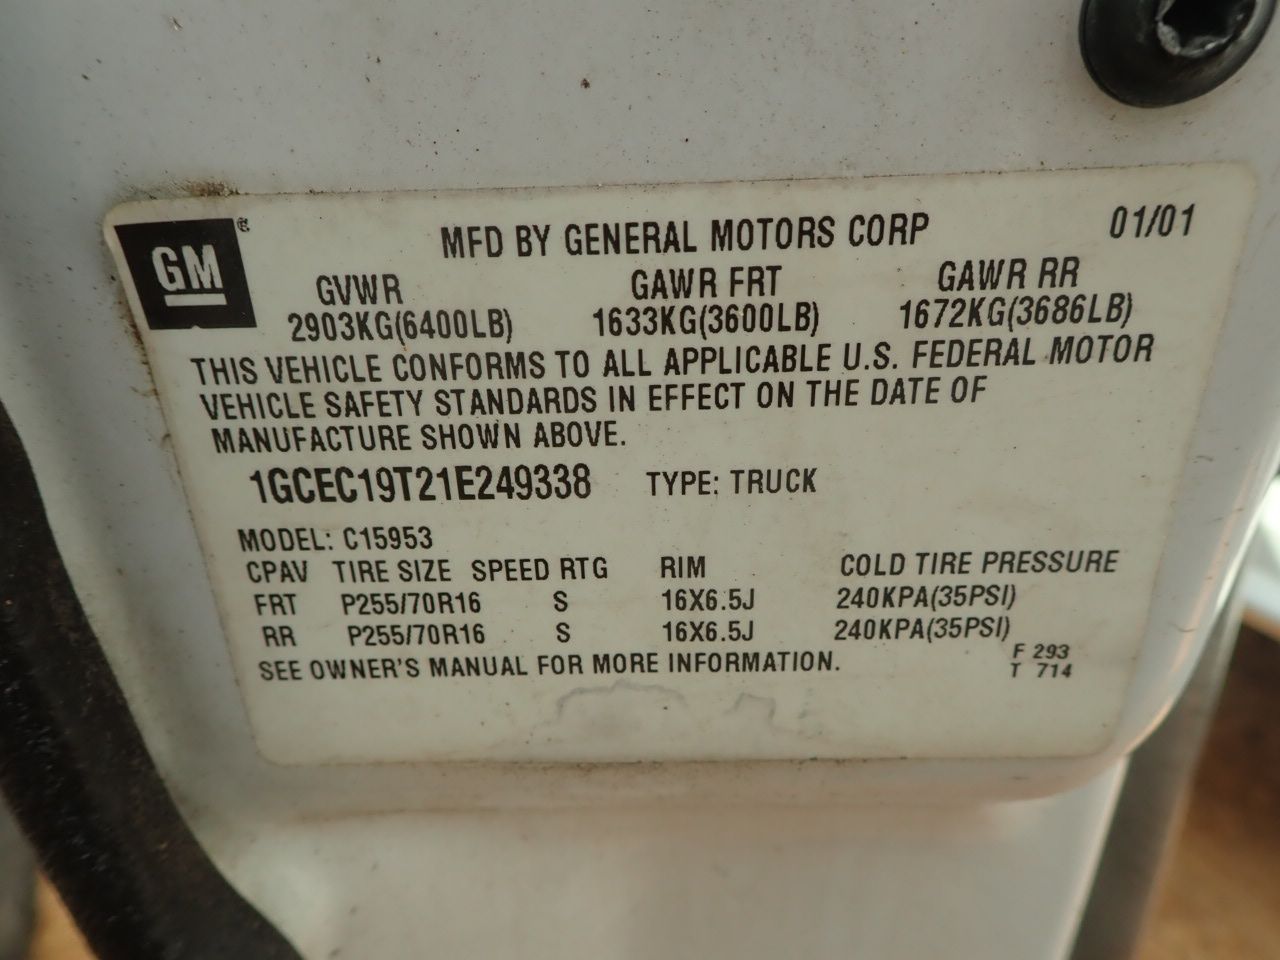 GM®
MFD BY GENERAL MOTORS CORP 01/01
GVWR GAWR FRT GAWR RR
2903KG(6400LB) 1633KG(3600LB) 1672KG(3686LB)
THIS VEHICLE CONFORMS TO ALL APPLICABLE U.S. FEDERAL MOTOR
VEHICLE SAFETY STANDARDS IN EFFECT ON THE DATE OF
MANUFACTURE SHOWN ABOVE.
1GCEC19T21E249338 TYPE: TRUCK
MODEL: C15953
CPAV TIRE SIZE SPEED RTG RIM COLD TIRE PRESSURE
FRT P255/70R16 S 16X6.5J 240KPA(35PSI)
RR P255/70R16 S 16X6.5J 240KPA(35PSI)
SEE OWNER'S MANUAL FOR MORE INFORMATION.
F 293
T 714